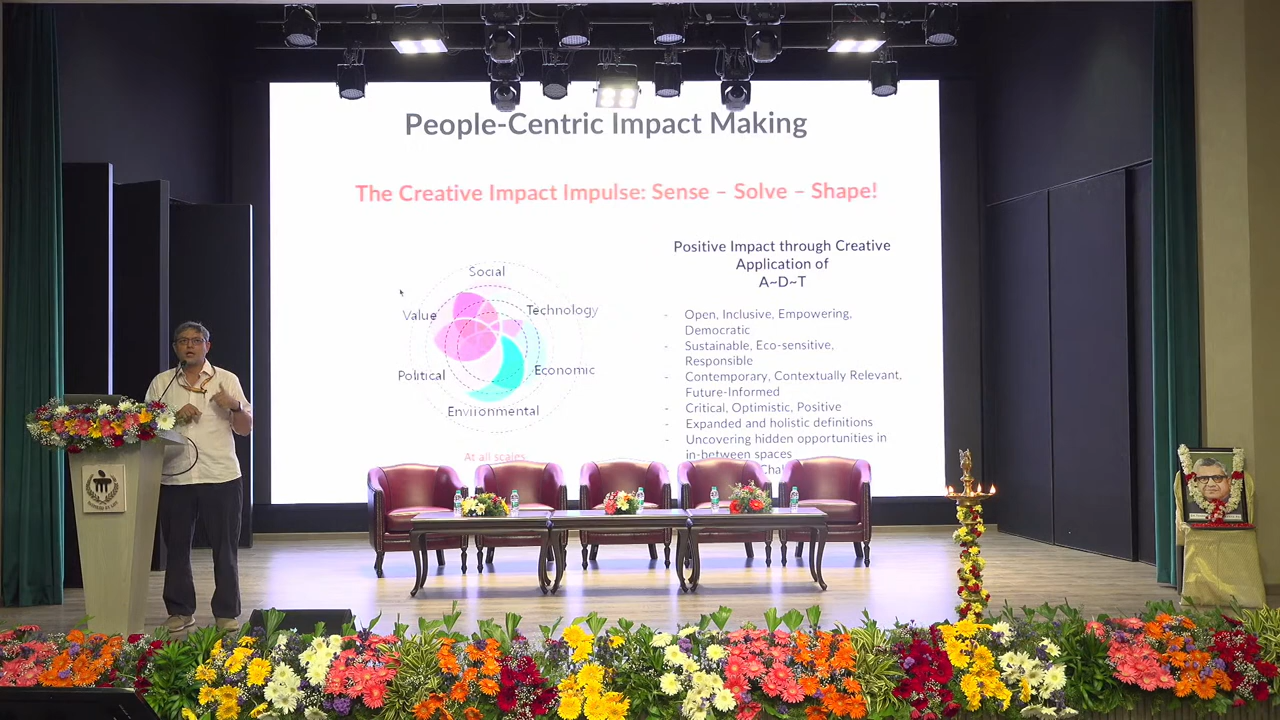 People-Centric Impact Making
The Creative Impact Impulse: Sense – Solve – Shape!
Social
Value
Technology
Political
Economic
Environmental
At all scales
Positive Impact through Creative
Application of
A~D~T
- Open, Inclusive, Empowering,
Democratic
- Sustainable, Eco-sensitive,
Responsible
- Contemporary, Contextually Relevant,
Future-Informed
- Critical, Optimistic, Positive
- Expanded and holistic definitions
- Uncovering hidden opportunities in
in-between spaces